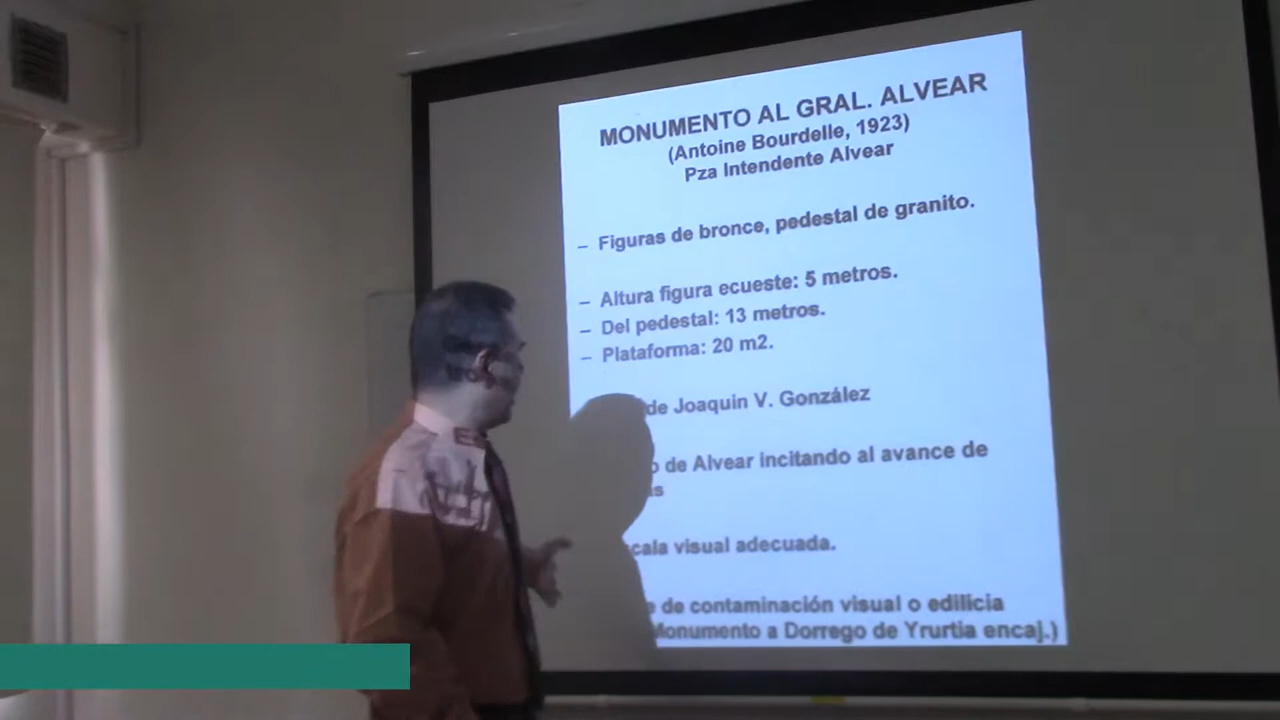 MONUMENTO AL GRAL. ALVEAR
(Antoine Bourdelle, 1923)
Pza Intendente Alvear
– Figuras de bronce, pedestal de granito.
– Altura figura ecueste: 5 metros.
– Del pedestal: 13 metros.
– Plataforma: 20 m2.
de Joaquin V. González
de Alvear incitando al avance de
visual adecuada.
de contaminación visual o edilicia
Monumento a Dorrego de Yrurtia encaj.)